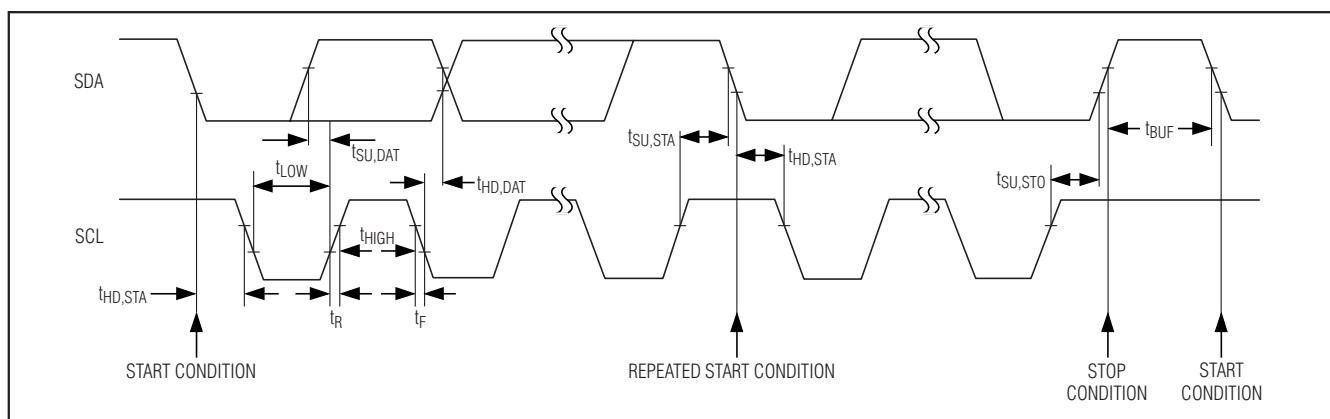 SDA
tSU,DAT
tLOW
tHD,DAT
tSU,STA
tHD,STA
tBUF
tSU,STO
SCL
tHIGH
tHD,STA
tR
tF
START CONDITION
REPEATED START CONDITION
STOP
CONDITION
START
CONDITION